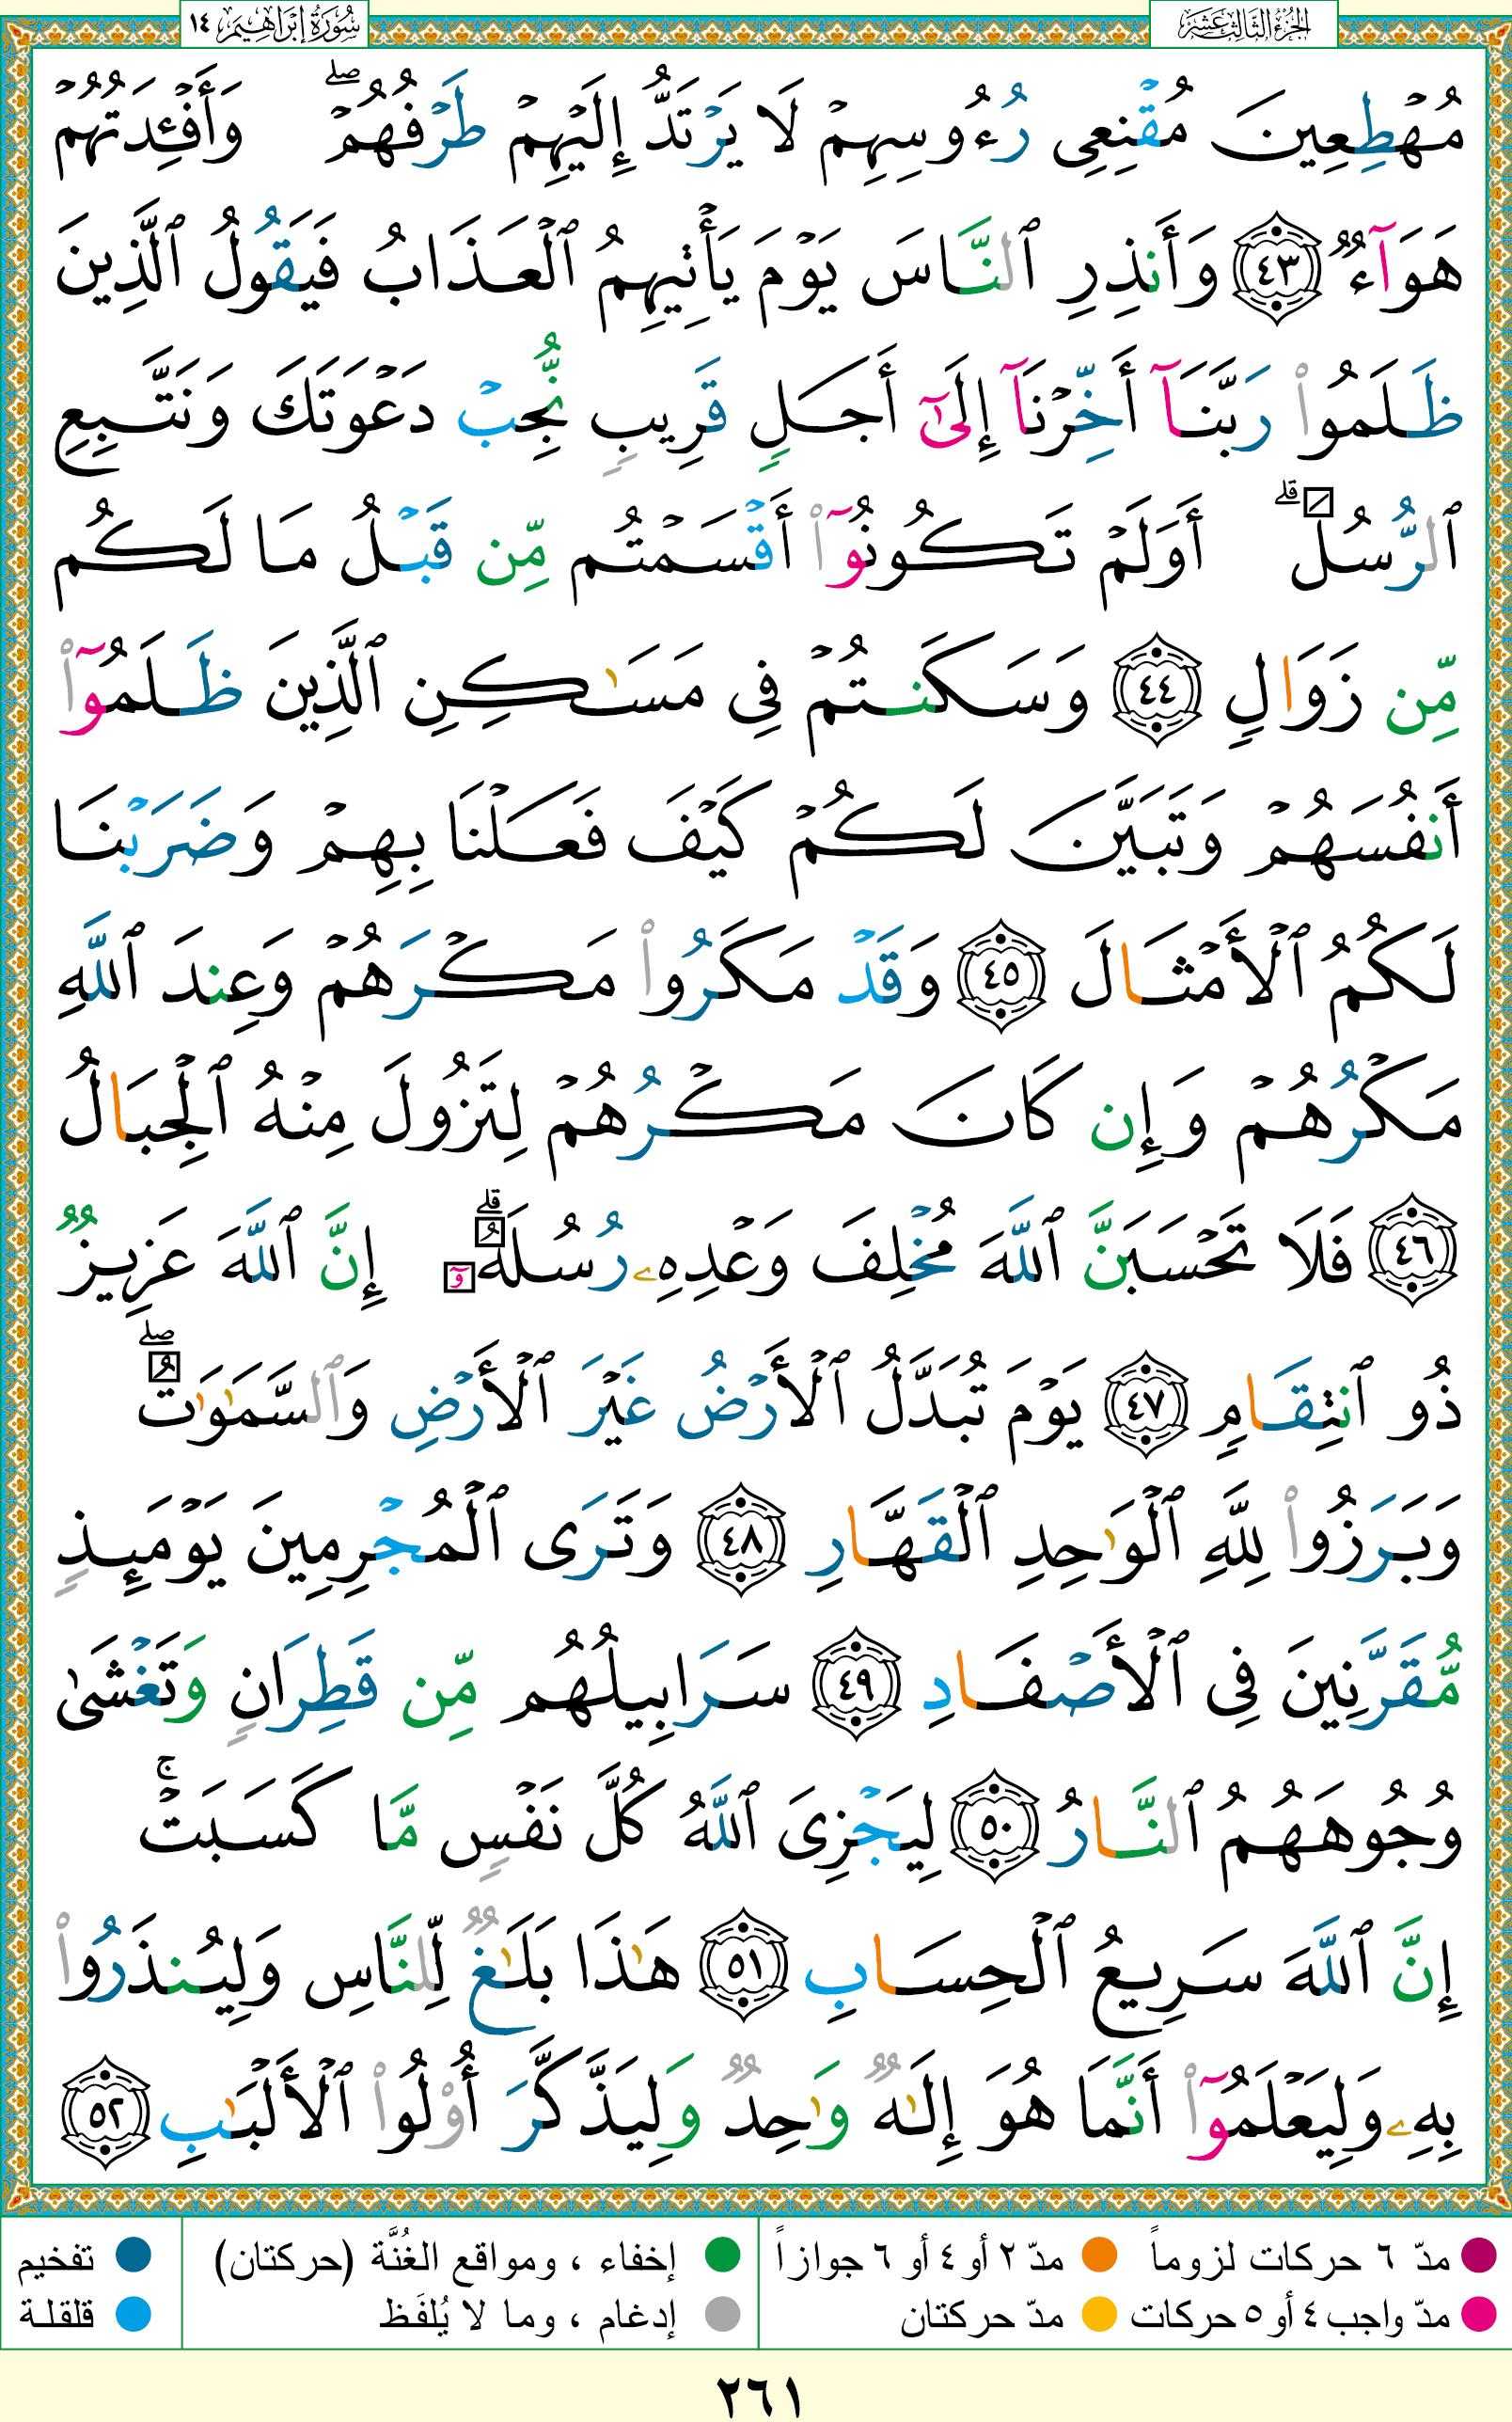 الجزء الثالث عشر
سورة إبراهيم ١٤
مُهۡطِعِينَ مُقۡنِعِى رُءُوسِهِمۡ لَا يَرۡتَدُّ إِلَيۡهِمۡ طَرۡفُهُمۡۖ وَأَفۡـِٔدَتُهُمۡ
هَوَآءٌ ٤٣ وَأَنذِرِ ٱلنَّاسَ يَوۡمَ يَأۡتِيهِمُ ٱلۡعَذَابُ فَيَقُولُ ٱلَّذِينَ
ظَلَمُواْ رَبَّنَآ أَخِّرۡنَآ إِلَىٰٓ أَجَلٍ قَرِيبٍ نُّجِبۡ دَعۡوَتَكَ وَنَتَّبِعِ
ٱلرُّسُلَۗ أَوَلَمۡ تَكُونُوٓاْ أَقۡسَمۡتُم مِّن قَبۡلُ مَا لَكُم
مِّن زَوَالٍ ٤٤ وَسَكَنتُمۡ فِى مَسَٰكِنِ ٱلَّذِينَ ظَلَمُوٓاْ
أَنفُسَهُمۡ وَتَبَيَّنَ لَكُمۡ كَيۡفَ فَعَلۡنَا بِهِمۡ وَضَرَبۡنَا
لَكُمُ ٱلۡأَمۡثَالَ ٤٥ وَقَدۡ مَكَرُواْ مَكۡرَهُمۡ وَعِندَ ٱللَّهِ
مَكۡرُهُمۡ وَإِن كَانَ مَكۡرُهُمۡ لِتَزُولَ مِنۡهُ ٱلۡجِبَالُ
٤٦ فَلَا تَحۡسَبَنَّ ٱللَّهَ مُخۡلِفَ وَعۡدِهِۦ رُسُلَهُۥٓۗ إِنَّ ٱللَّهَ عَزِيزٌ
ذُو ٱنتِقَامٍ ٤٧ يَوۡمَ تُبَدَّلُ ٱلۡأَرۡضُ غَيۡرَ ٱلۡأَرۡضِ وَٱلسَّمَٰوَٰتُۖ
وَبَرَزُواْ لِلَّهِ ٱلۡوَٰحِدِ ٱلۡقَهَّارِ ٤٨ وَتَرَى ٱلۡمُجۡرِمِينَ يَوۡمَئِذٍ
مُّقَرَّنِينَ فِى ٱلۡأَصۡفَادِ ٤٩ سَرَابِيلُهُم مِّن قَطِرَانٍ وَتَغۡشَىٰ
وُجُوهَهُمُ ٱلنَّارُ ٥٠ لِيَجۡزِىَ ٱللَّهُ كُلَّ نَفۡسٍ مَّا كَسَبَتۡۚ
إِنَّ ٱللَّهَ سَرِيعُ ٱلۡحِسَابِ ٥١ هَٰذَا بَلَٰغٌ لِّلنَّاسِ وَلِيُنذَرُواْ
بِهِۦ وَلِيَعۡلَمُوٓاْ أَنَّمَا هُوَ إِلَٰهٌ وَٰحِدٌ وَلِيَذَّكَّرَ أُوْلُواْ ٱلۡأَلۡبَٰبِ ٥٢
مدّ ٦ حركات لزوماً مدّ ٢ أو ٤ أو ٦ جوازاً إخفاء ، ومواقع الغُنَّة (حركتان) تفخيم
مدّ واجب ٤ أو ٥ حركات مدّ حركتان إدغام ، وما لا يُلفَظ قلقلة
٢٦١